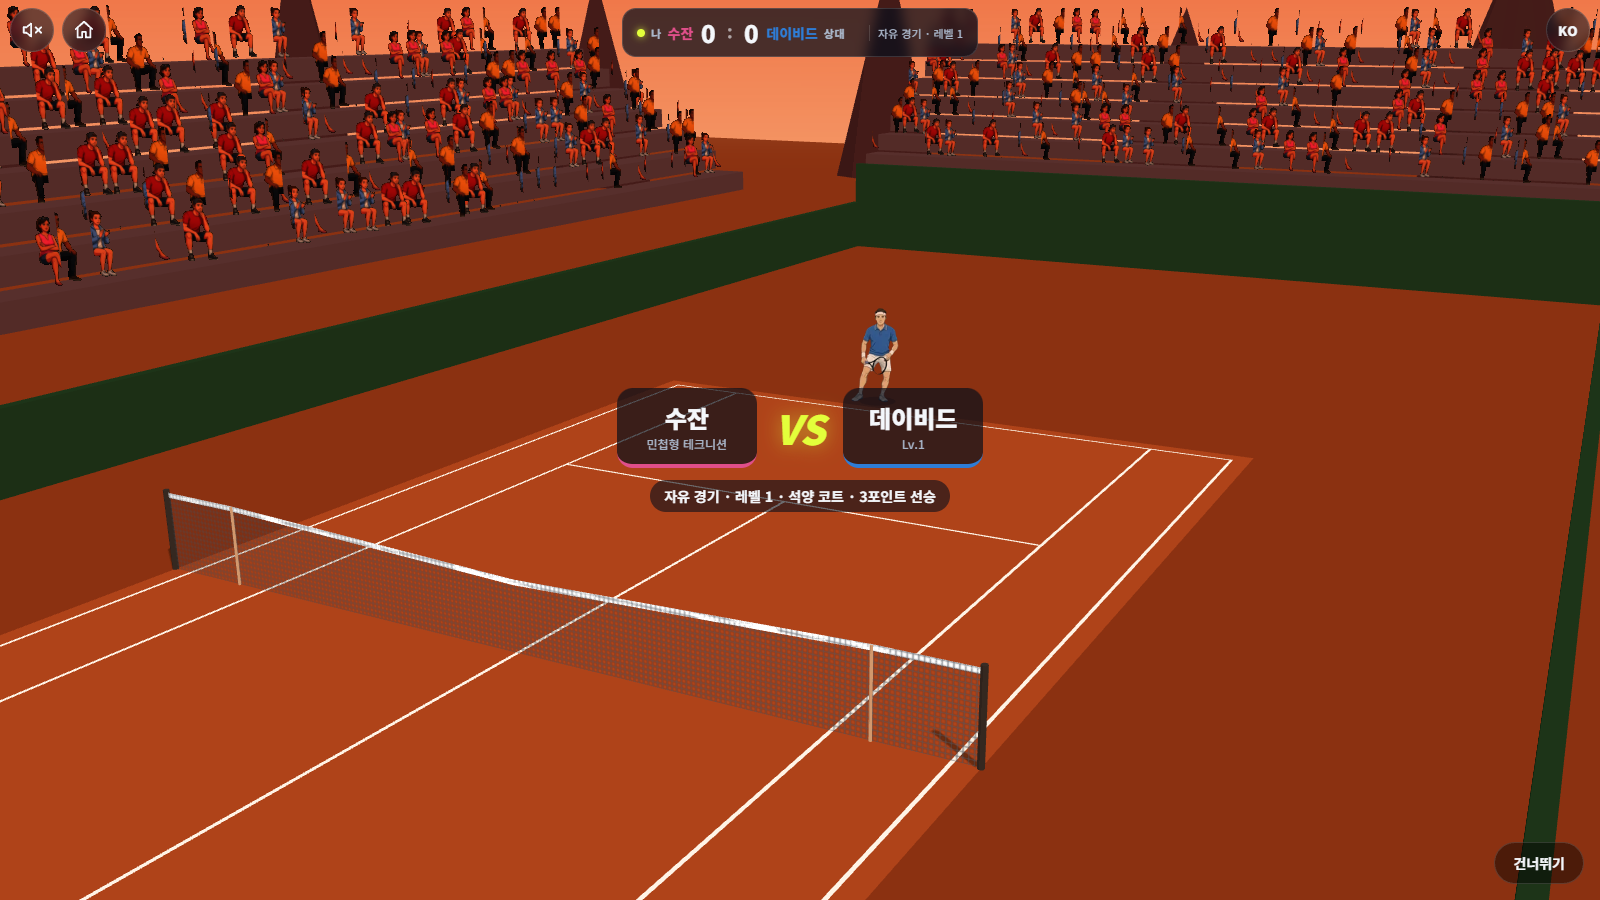 나 수잔 0 : 0 데이비드 상대 자유 경기 · 레벨 1
KO
수잔
민첩형 테크니션
VS
데이비드
Lv.1
자유 경기 · 레벨 1 · 석양 코트 · 3포인트 선승
건너뛰기